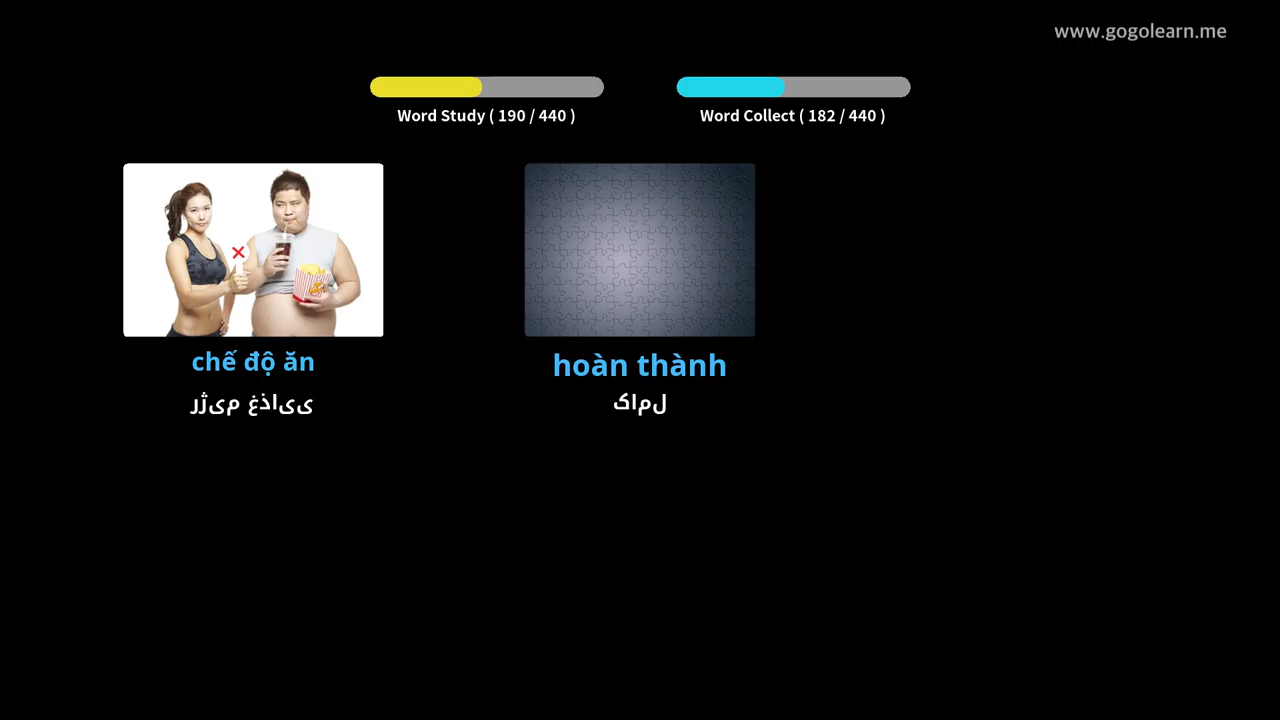 www.gogolearn.me
Word Study ( 190 / 440 )
Word Collect ( 182 / 440 )
chế độ ăn
رژیم غذایی
hoàn thành
کامل